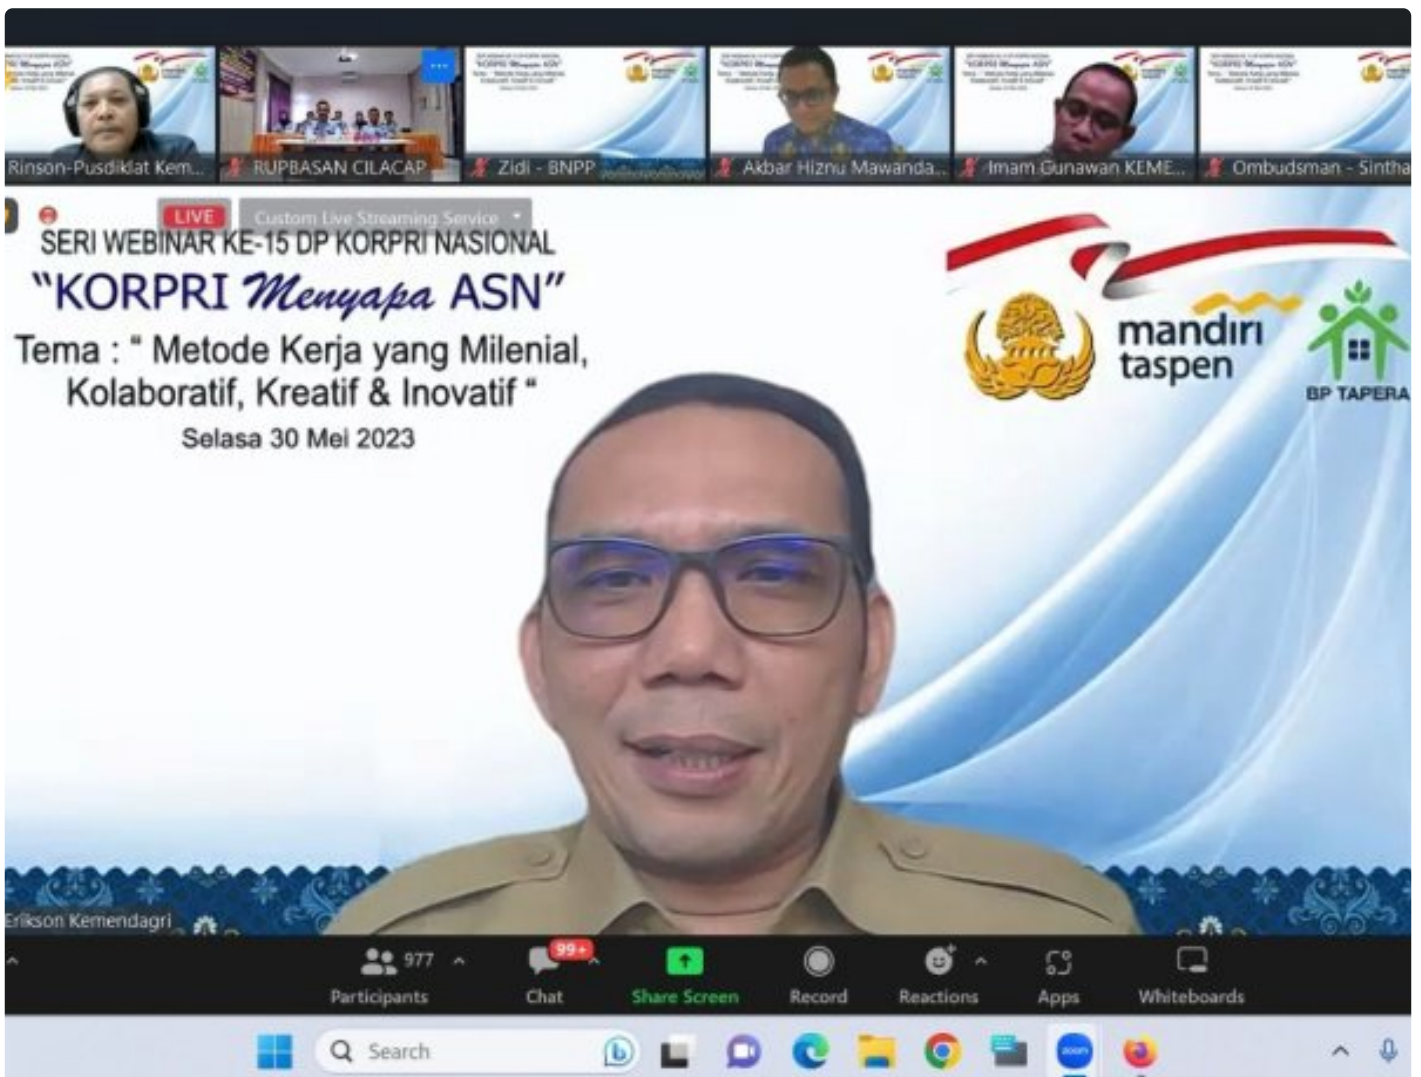 Rinson-Pusdiklat Kem...
RUPBASAN CILACAP
Zidi - BNPP
Akbar Hiznu Mawanda...
Imam Gunawan KEME...
Ombudsman - Sintha
LIVE
Custom Live Streaming Service
SERI WEBINAR KE-15 DP KORPRI NASIONAL
“KORPRI Menyapa ASN”
Tema : “ Metode Kerja yang Milenial,
Kolaboratif, Kreatif & Inovatif “
Selasa 30 Mei 2023
mandiri
taspen
BP TAPERA
Erikson Kemendagri
977
99+
Participants
Chat
Share Screen
Record
Reactions
Apps
Whiteboards
Search
zoom